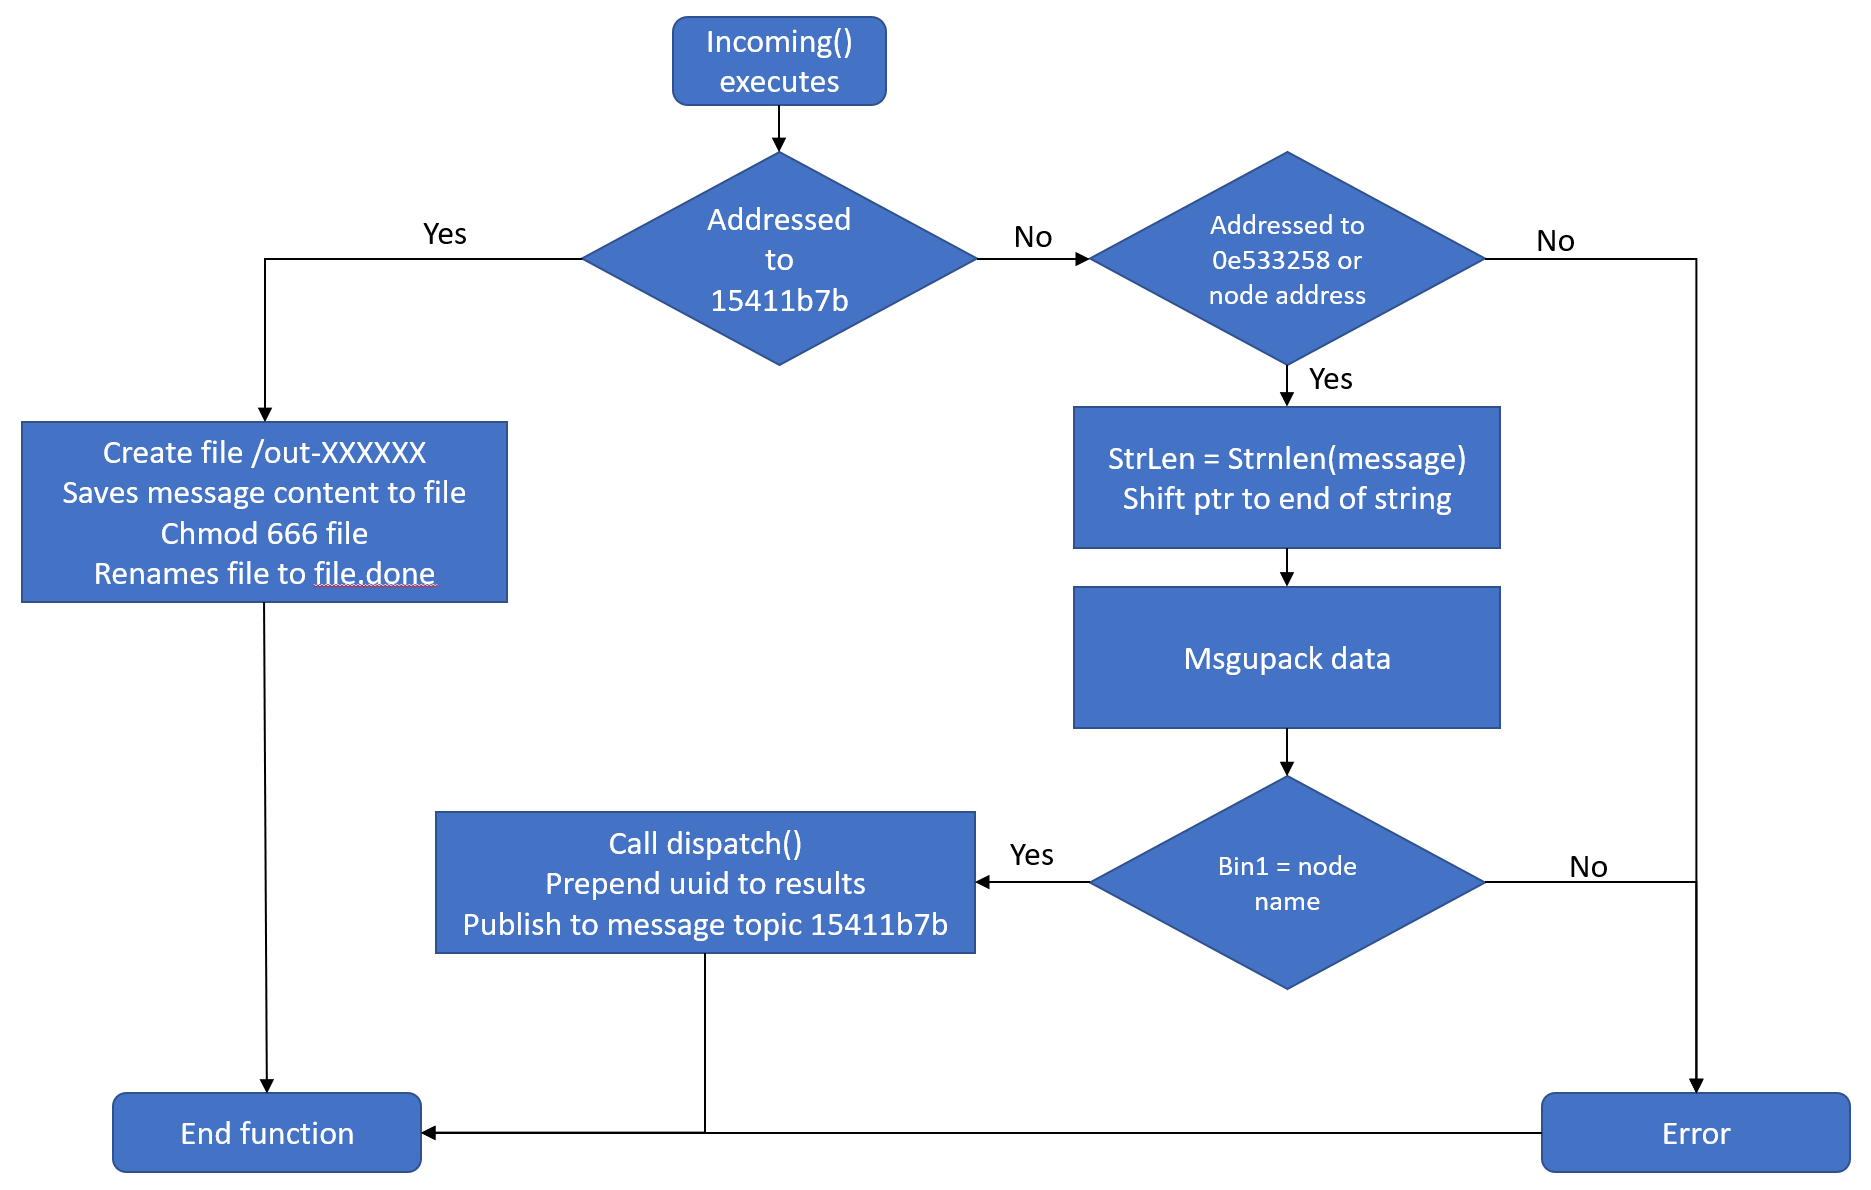 Incoming()
executes
Addressed
to
15411b7b
Yes
No
Addressed to
0e533258 or
node address
No
Yes
Create file /out-XXXXXX
Saves message content to file
Chmod 666 file
Renames file to file.done
StrLen = Strnlen(message)
Shift ptr to end of string
Msgupack data
Bin1 = node
name
Yes
No
Call dispatch()
Prepend uuid to results
Publish to message topic 15411b7b
End function
Error